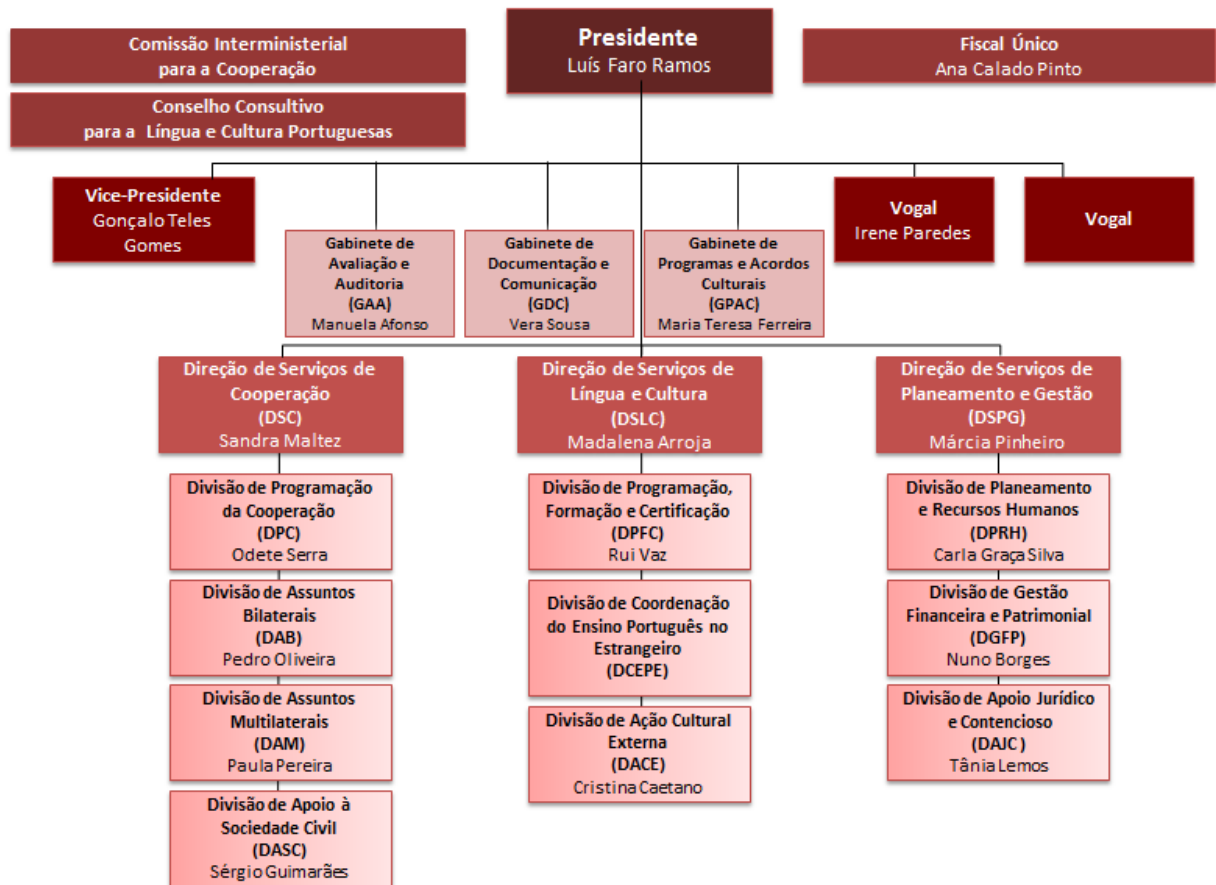 Comissão Interministerial
para a Cooperação
Presidente
Luís Faro Ramos
Fiscal Único
Ana Calado Pinto
Conselho Consultivo
para a Língua e Cultura Portuguesas
Vice-Presidente
Gonçalo Teles
Gomes
Gabinete de
Avaliação e
Auditoria
(GAA)
Manuela Afonso
Gabinete de
Documentação e
Comunicação
(GDC)
Vera Sousa
Gabinete de
Programas e Acordos
Culturais
(GPAC)
Maria Teresa Ferreira
Vogal
Irene Paredes
Vogal
Direção de Serviços de
Cooperação
(DSC)
Sandra Maltez
Direção de Serviços de
Língua e Cultura
(DSLC)
Madalena Arroja
Direção de Serviços de
Planeamento e Gestão
(DSPG)
Márcia Pinheiro
Divisão de Programação
da Cooperação
(DPC)
Odete Serra
Divisão de Programação,
Formação e Certificação
(DPFC)
Rui Vaz
Divisão de Planeamento
e Recursos Humanos
(DPRH)
Carla Graça Silva
Divisão de Assuntos
Bilaterais
(DAB)
Pedro Oliveira
Divisão de Coordenação
do Ensino Português no
Estrangeiro
(DCEPE)
Divisão de Gestão
Financeira e Patrimonial
(DGFP)
Nuno Borges
Divisão de Assuntos
Multilaterais
(DAM)
Paula Pereira
Divisão de Ação Cultural
Externa
(DACE)
Cristina Caetano
Divisão de Apoio Jurídico
e Contencioso
(DAJC )
Tânia Lemos
Divisão de Apoio à
Sociedade Civil
(DASC)
Sérgio Guimarães